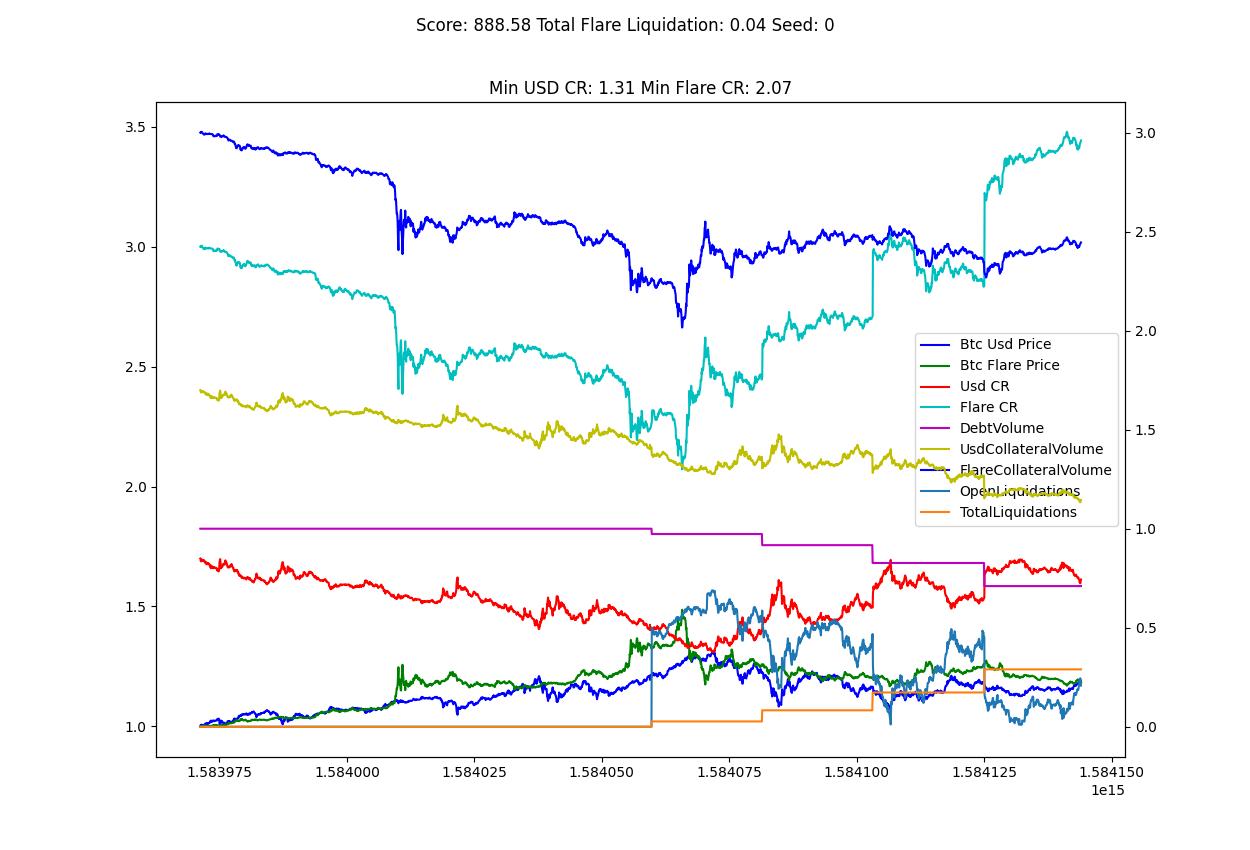 Score: 888.58 Total Flare Liquidation: 0.04 Seed: 0
Min USD CR: 1.31 Min Flare CR: 2.07
3.5
3.0
2.5
2.0
1.5
1.0
3.0
2.5
2.0
1.5
1.0
0.5
0.0
Btc Usd Price
Btc Flare Price
Usd CR
Flare CR
DebtVolume
UsdCollateralVolume
FlareCollateralVolume
OpenLiquidations
TotalLiquidations
1.583975 1.584000 1.584025 1.584050 1.584075 1.584100 1.584125 1.584150
1e15